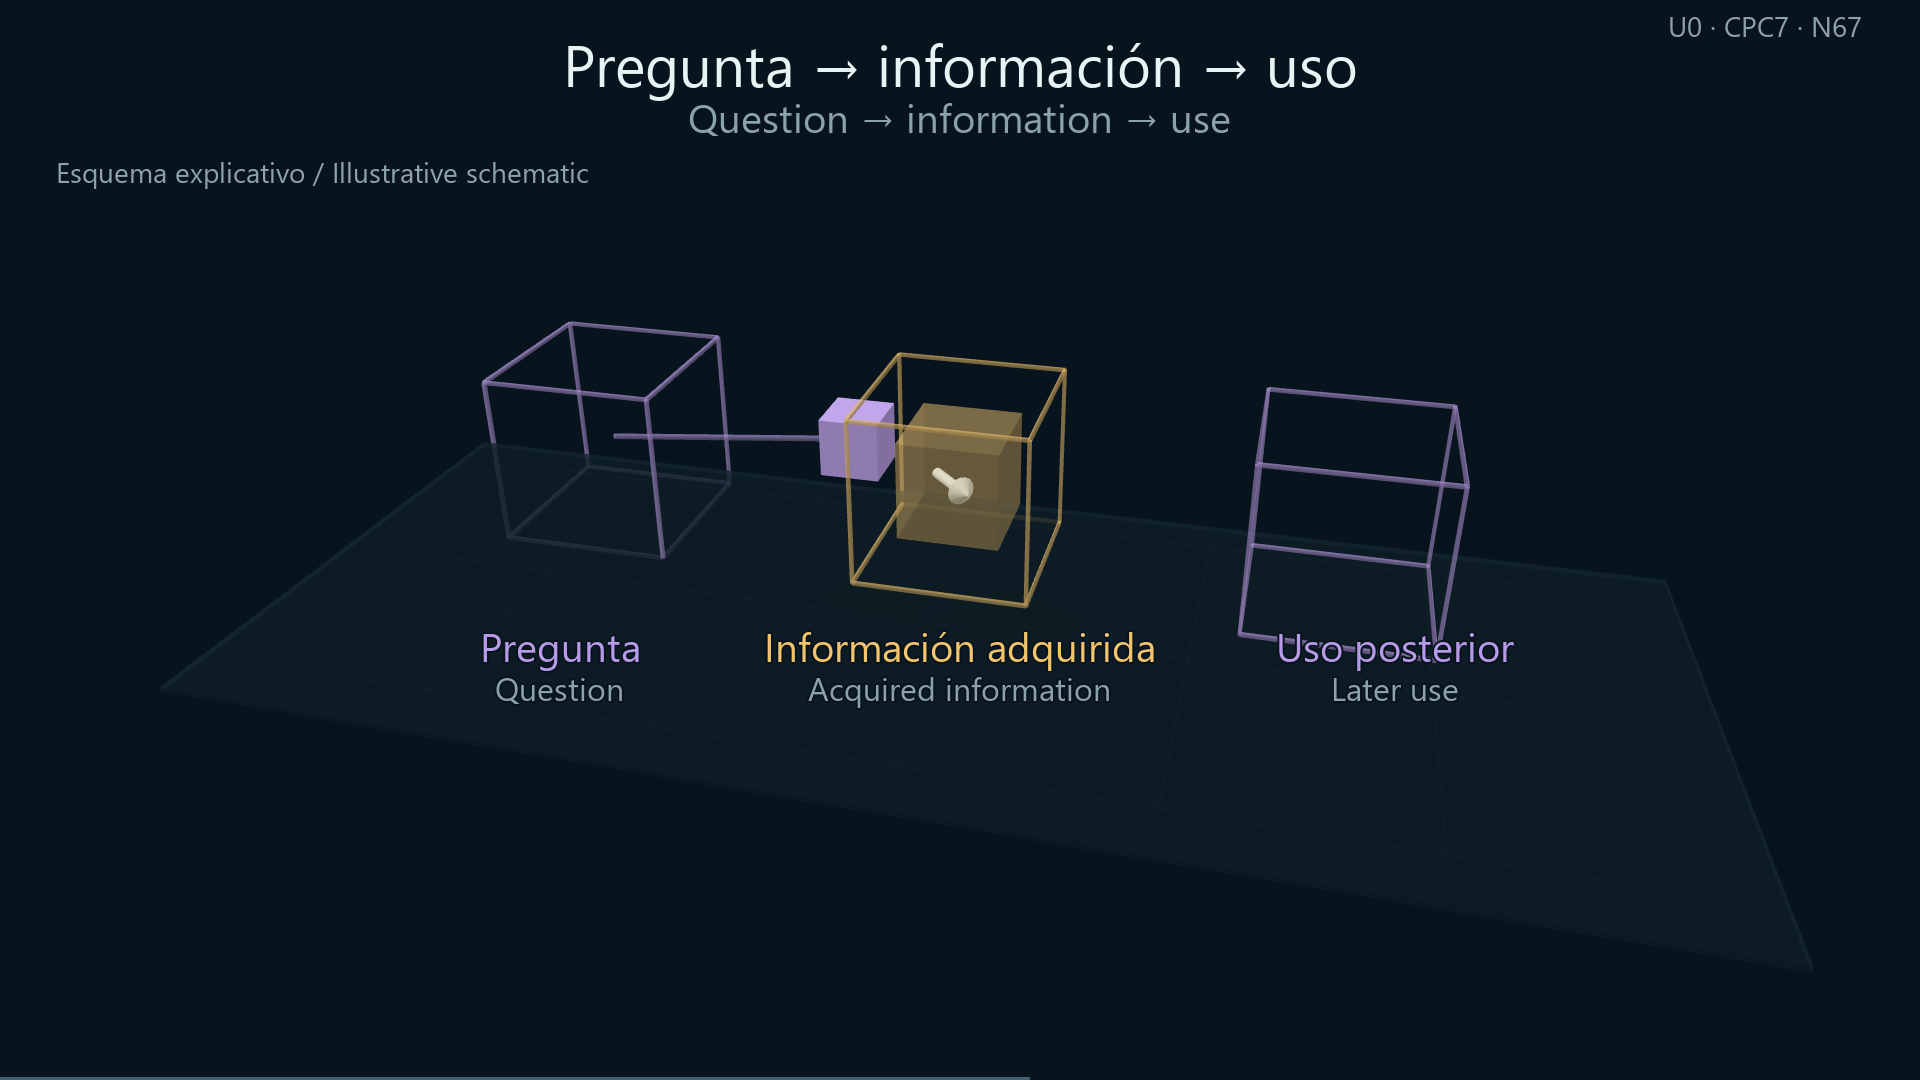 U0 · CPC7 · N67
Pregunta → información → uso
Question → information → use
Esquema explicativo / Illustrative schematic
Pregunta
Question
Información adquirida
Acquired information
Uso posterior
Later use